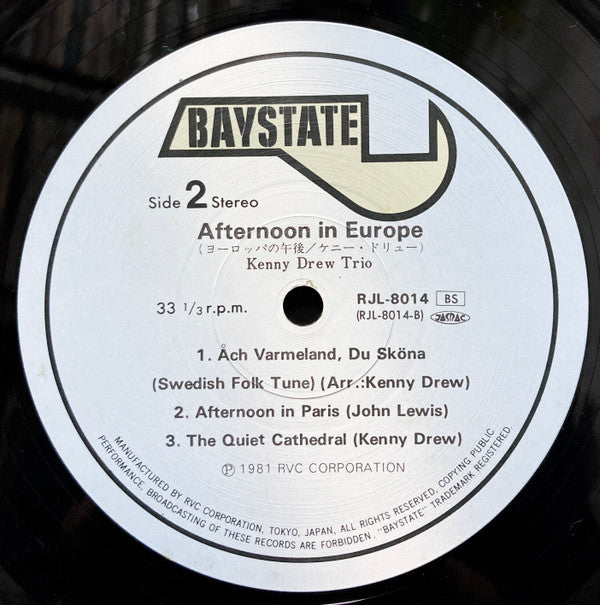 BAYSTATE
Side 2 Stereo
Afternoon in Europe
(ヨーロッパの午後/ケニー・ドリュー)
Kenny Drew Trio
33 1/3 r.p.m.
RJL-8014 BS
(RJL-8014-B) JASRAC
1. Åch Varmeland, Du Sköna
(Swedish Folk Tune) (Arr.:Kenny Drew)
2. Afternoon in Paris (John Lewis)
3. The Quiet Cathedral (Kenny Drew)
Ⓟ 1981 RVC CORPORATION
MANUFACTURED BY RVC CORPORATION, TOKYO, JAPAN, ALL RIGHTS RESERVED. COPYING PUBLIC
PERFORMANCE, BROADCASTING OF THESE RECORDS ARE FORBIDDEN. "BAYSTATE" TRADEMARK REGISTERED.